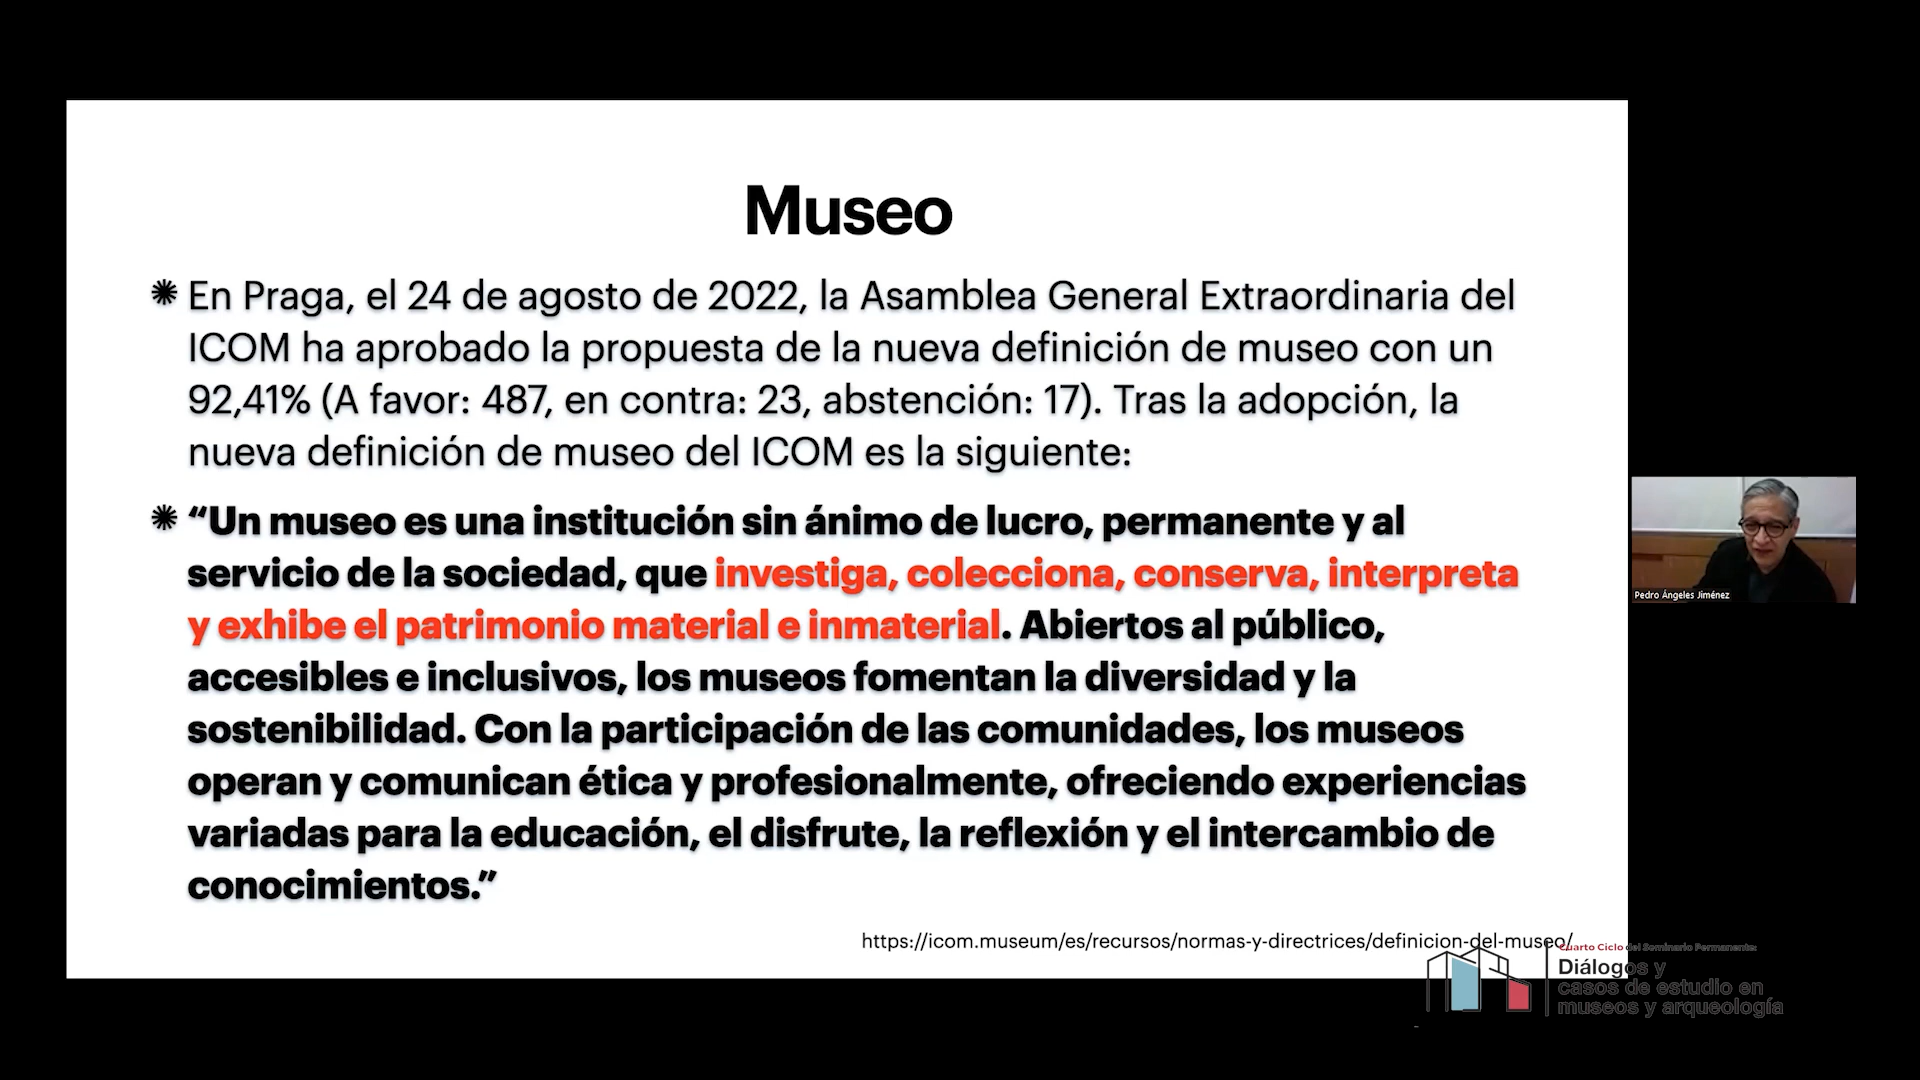 Museo
✺ En Praga, el 24 de agosto de 2022, la Asamblea General Extraordinaria del
ICOM ha aprobado la propuesta de la nueva definición de museo con un
92,41% (A favor: 487, en contra: 23, abstención: 17). Tras la adopción, la
nueva definición de museo del ICOM es la siguiente:
✺ “Un museo es una institución sin ánimo de lucro, permanente y al
servicio de la sociedad, que investiga, colecciona, conserva, interpreta
y exhibe el patrimonio material e inmaterial. Abiertos al público,
accesibles e inclusivos, los museos fomentan la diversidad y la
sostenibilidad. Con la participación de las comunidades, los museos
operan y comunican ética y profesionalmente, ofreciendo experiencias
variadas para la educación, el disfrute, la reflexión y el intercambio de
conocimientos.”
https://icom.museum/es/recursos/normas-y-directrices/definicion-del-museo/
Pedro Ángeles Jiménez
Cuarto Ciclo del Seminario Permanente:
Diálogos y
casos de estudio en
museos y arqueología